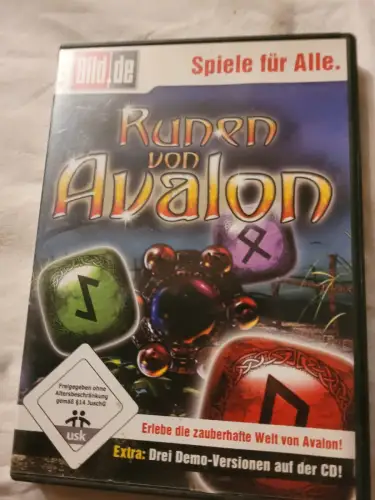 Bild.de
Spiele für Alle.
Runen
von
Avalon
Freigegeben ohne
Altersbeschränkung
gemäß §14 JuschG
usk
Erlebe die zauberhafte Welt von Avalon!
Extra: Drei Demo-Versionen auf der CD!